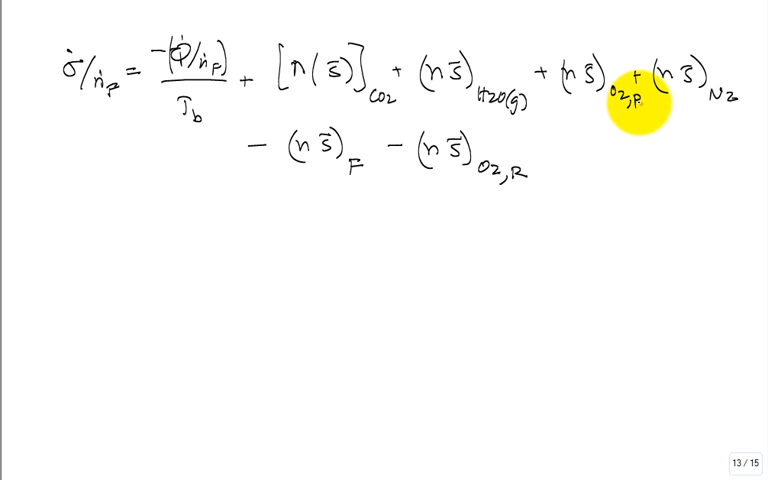 σ̇/ṅ_F = -(Q̇/ṅ_F)/T_b + [n(s̄)]_CO2 + (n s̄)_H2O(g) + (n s̄)_O2,P + (n s̄)_N2
- (n s̄)_F - (n s̄)_O2,R
13 / 15